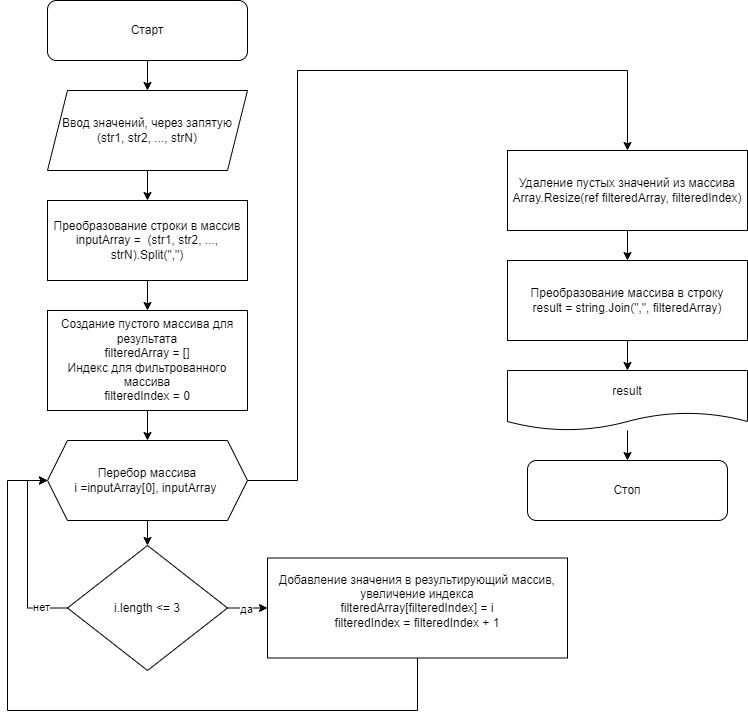 Старт
Ввод значений, через запятую
(str1, str2, ..., strN)
Преобразование строки в массив
inputArray = (str1, str2, ...,
strN).Split(",")
Создание пустого массива для
результата
filteredArray = []
Индекс для фильтрованного
массива
filteredIndex = 0
Перебор массива
i =inputArray[0], inputArray
i.length <= 3
нет
да
Добавление значения в результирующий массив,
увеличение индекса
filteredArray[filteredIndex] = i
filteredIndex = filteredIndex + 1
Удаление пустых значений из массива
Array.Resize(ref filteredArray, filteredIndex)
Преобразование массива в строку
result = string.Join(",", filteredArray)
result
Стоп